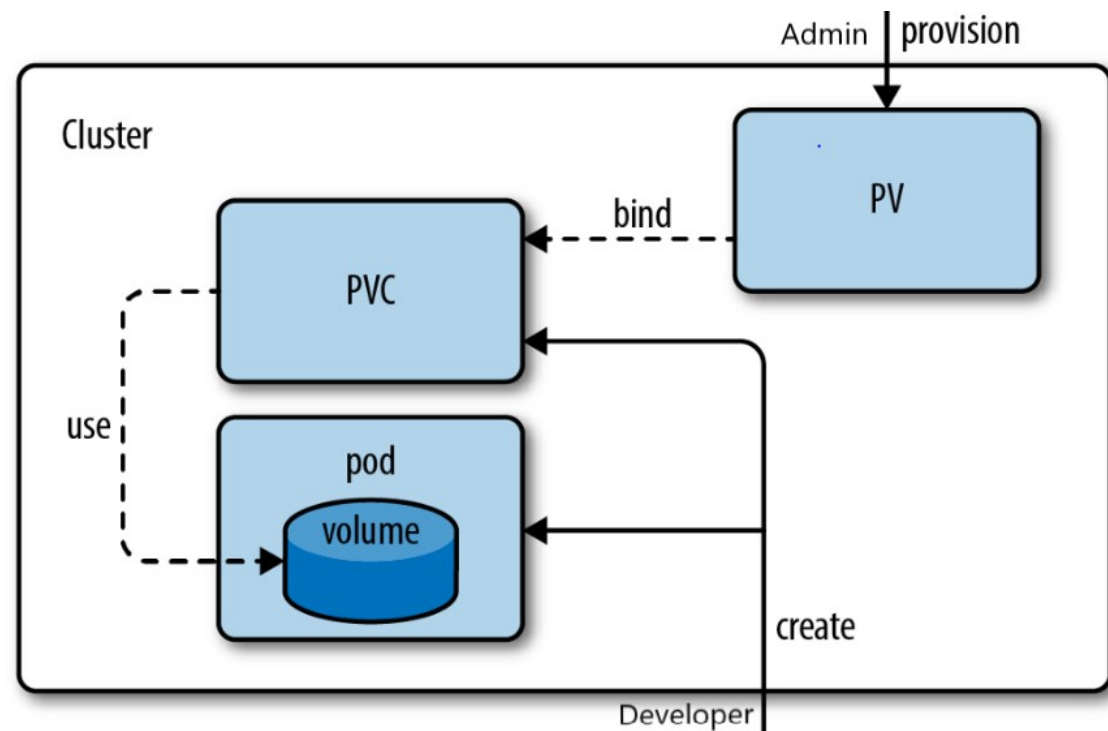 Admin provision
Cluster
PV
bind
PVC
use
pod
volume
create
Developer